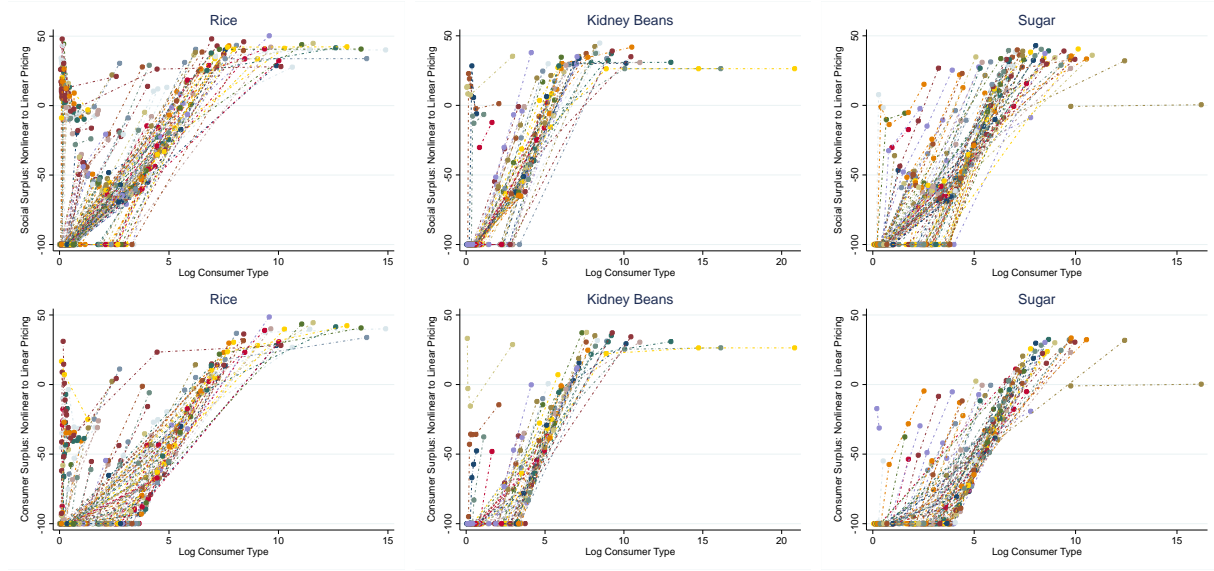 Rice
Social Surplus: Nonlinear to Linear Pricing
50
0
-50
-100
0 5 10 15
Log Consumer Type
Kidney Beans
Social Surplus: Nonlinear to Linear Pricing
50
0
-50
-100
0 5 10 15 20
Log Consumer Type
Sugar
Social Surplus: Nonlinear to Linear Pricing
50
0
-50
-100
0 5 10 15
Log Consumer Type
Rice
Consumer Surplus: Nonlinear to Linear Pricing
50
0
-50
-100
0 5 10 15
Log Consumer Type
Kidney Beans
Consumer Surplus: Nonlinear to Linear Pricing
50
0
-50
-100
0 5 10 15 20
Log Consumer Type
Sugar
Consumer Surplus: Nonlinear to Linear Pricing
50
0
-50
-100
0 5 10 15
Log Consumer Type